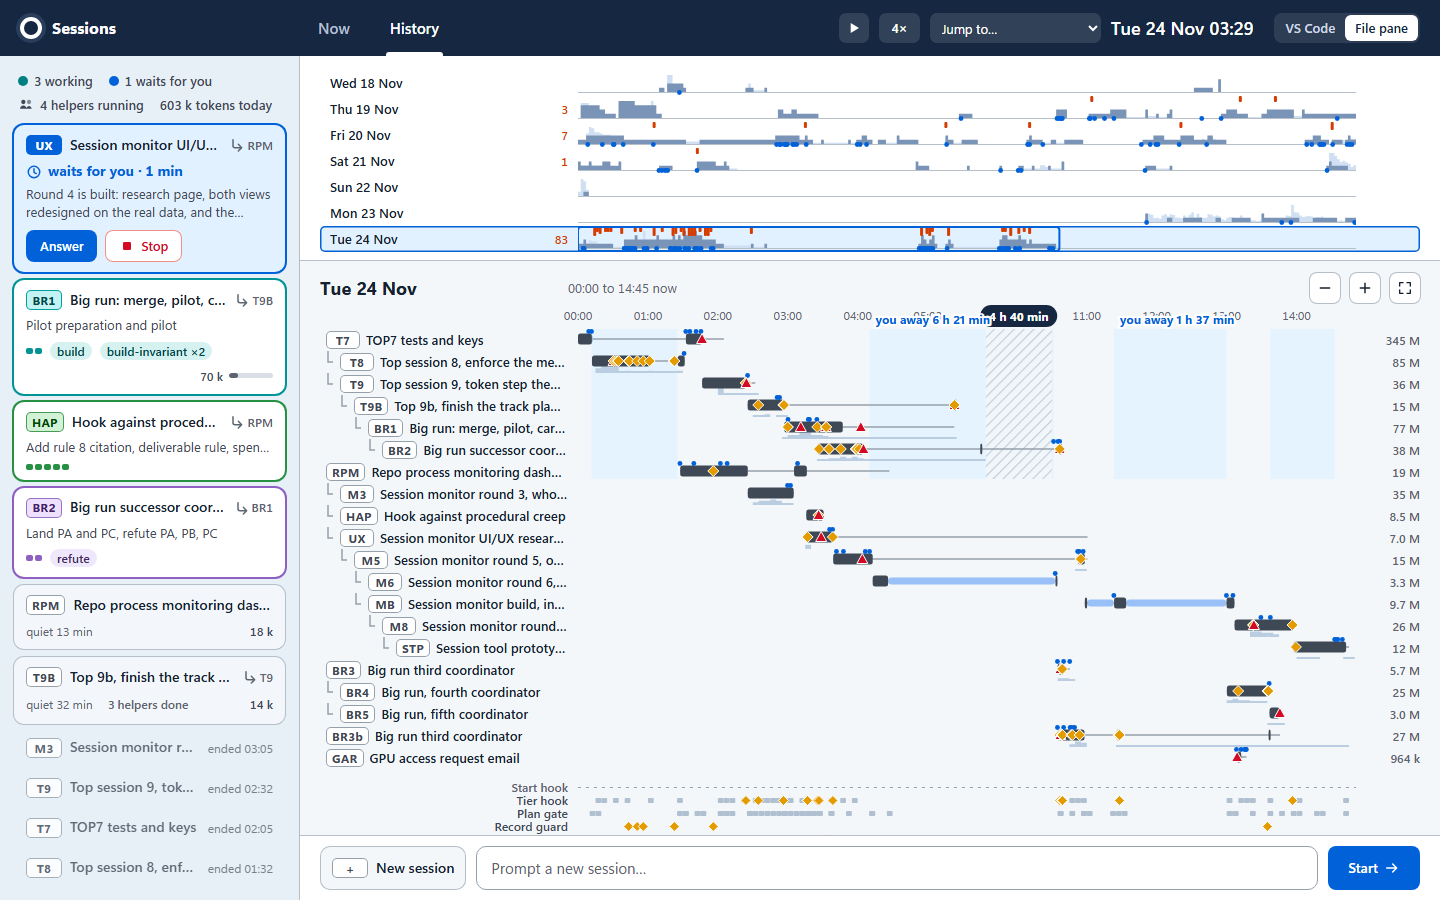 Sessions
Now
History
4×
Jump to...
Tue 24 Nov 03:29
VS Code
File pane
3 working
1 waits for you
4 helpers running
603 k tokens today
UX
Session monitor UI/U...
RPM
waits for you · 1 min
Round 4 is built: research page, both views
redesigned on the real data, and the...
Answer
Stop
BR1
Big run: merge, pilot, c...
T9B
Pilot preparation and pilot
build
build-invariant ×2
70 k
HAP
Hook against proced...
RPM
Add rule 8 citation, deliverable rule, spen...
BR2
Big run successor coor...
BR1
Land PA and PC, refute PA, PB, PC
refute
RPM
Repo process monitoring das...
quiet 13 min
18 k
T9B
Top 9b, finish the track ...
T9
quiet 32 min
3 helpers done
14 k
M3
Session monitor r...
ended 03:05
T9
Top session 9, tok...
ended 02:32
T7
TOP7 tests and keys
ended 02:05
T8
Top session 8, enf...
ended 01:32
Wed 18 Nov
Thu 19 Nov
3
Fri 20 Nov
7
Sat 21 Nov
1
Sun 22 Nov
Mon 23 Nov
Tue 24 Nov
83
Tue 24 Nov
00:00 to 14:45 now
00:00
01:00
02:00
03:00
04:00
you away 6 h 21 min
4 h 40 min
11:00
you away 1 h 37 min
14:00
T7
TOP7 tests and keys
345 M
T8
Top session 8, enforce the me...
85 M
T9
Top session 9, token step the...
36 M
T9B
Top 9b, finish the track pla...
15 M
BR1
Big run: merge, pilot, car...
77 M
BR2
Big run successor coor...
38 M
RPM
Repo process monitoring dash...
19 M
M3
Session monitor round 3, who...
35 M
HAP
Hook against procedural creep
8.5 M
UX
Session monitor UI/UX resear...
7.0 M
M5
Session monitor round 5, o...
15 M
M6
Session monitor round 6,...
3.3 M
MB
Session monitor build, in...
9.7 M
M8
Session monitor round...
26 M
STP
Session tool prototy...
12 M
BR3
Big run third coordinator
5.7 M
BR4
Big run, fourth coordinator
25 M
BR5
Big run, fifth coordinator
3.0 M
BR3b
Big run third coordinator
27 M
GAR
GPU access request email
964 k
Start hook
Tier hook
Plan gate
Record guard
+
New session
Prompt a new session...
Start →